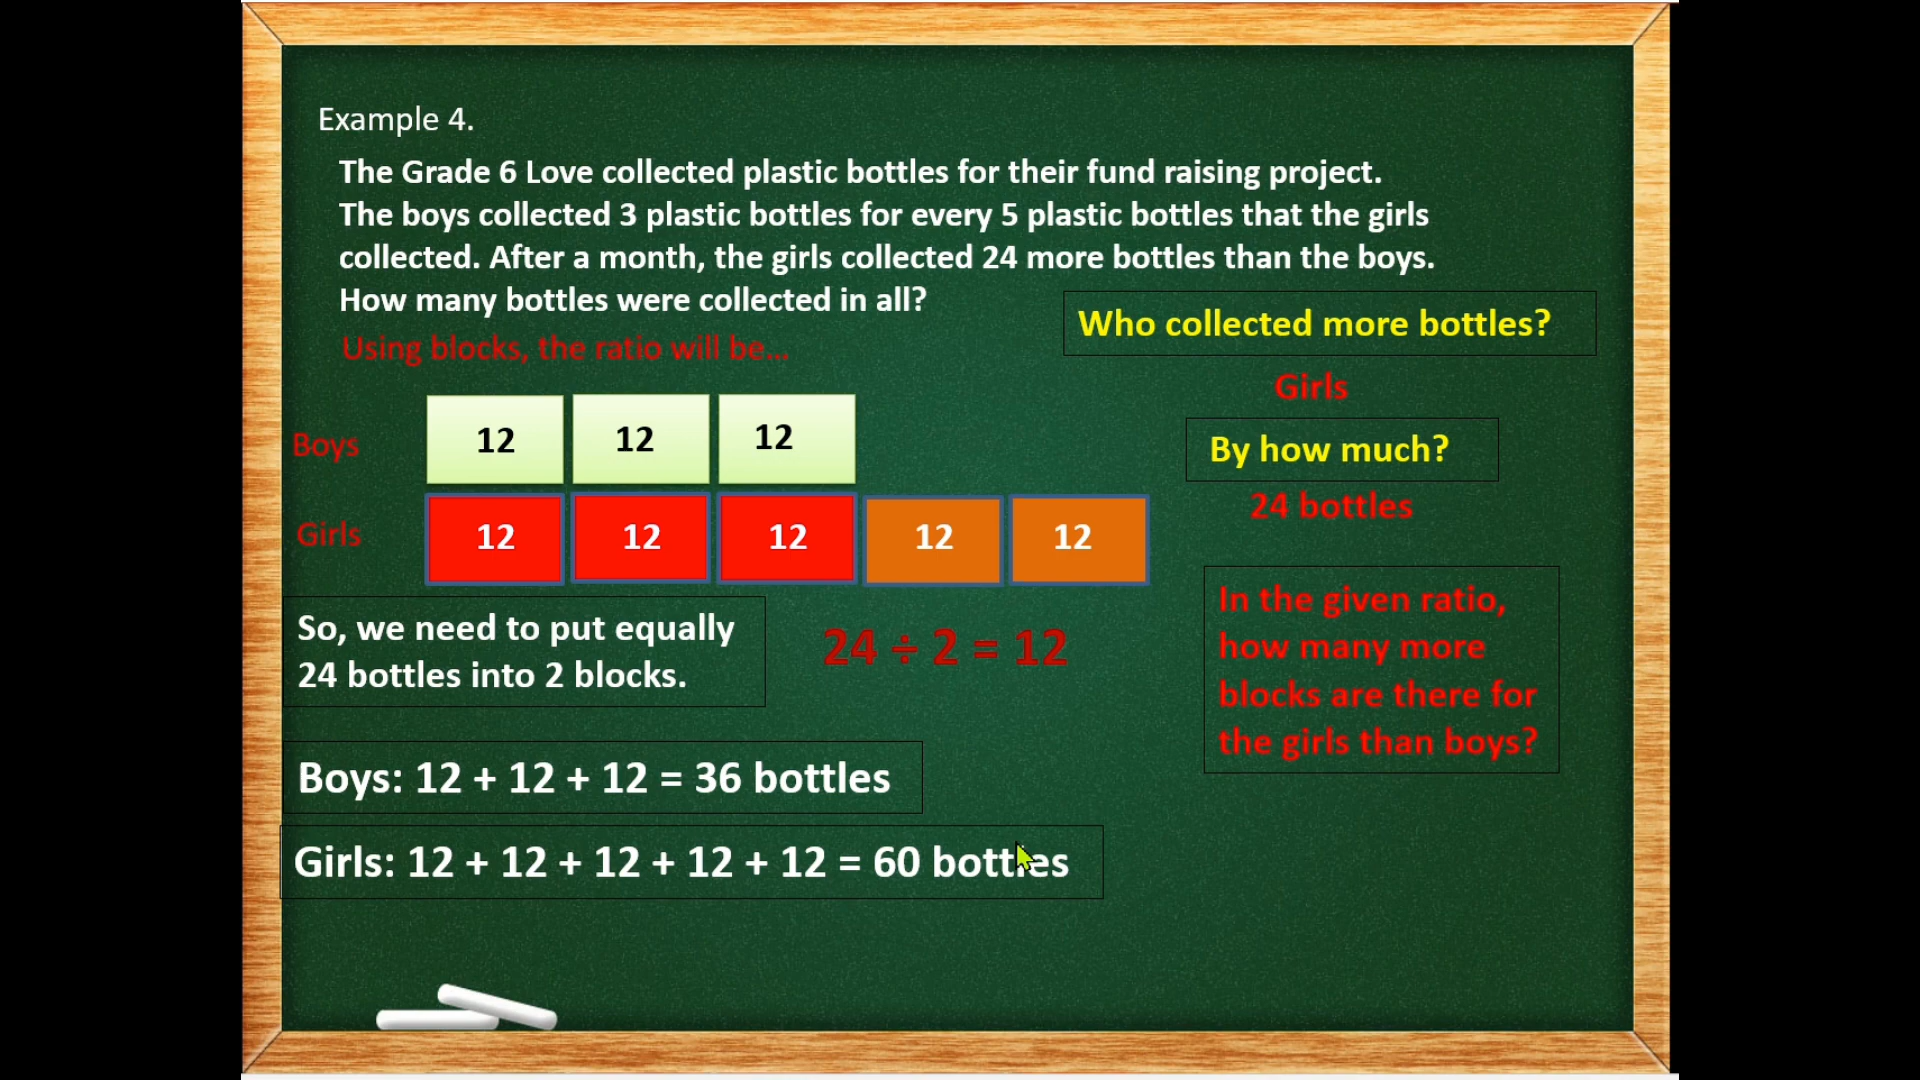 Example 4.
The Grade 6 Love collected plastic bottles for their fund raising project.
The boys collected 3 plastic bottles for every 5 plastic bottles that the girls
collected. After a month, the girls collected 24 more bottles than the boys.
How many bottles were collected in all?
Who collected more bottles?
Using blocks, the ratio will be...
Girls
Boys
12 12 12
By how much?
24 bottles
Girls
12 12 12 12 12
So, we need to put equally
24 bottles into 2 blocks.
24 ÷ 2 = 12
In the given ratio,
how many more
blocks are there for
the girls than boys?
Boys: 12 + 12 + 12 = 36 bottles
Girls: 12 + 12 + 12 + 12 + 12 = 60 bottles